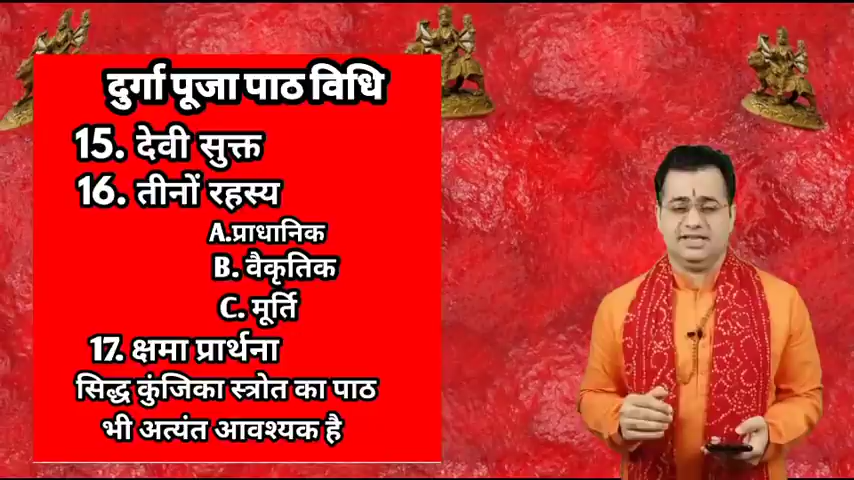 दुर्गा पूजा पाठ विधि
15. देवी सुक्त
16. तीनों रहस्य
A.प्राधानिक
B. वैकृतिक
C. मूर्ति
17. क्षमा प्रार्थना
सिद्ध कुंजिका स्त्रोत का पाठ
भी अत्यंत आवश्यक है